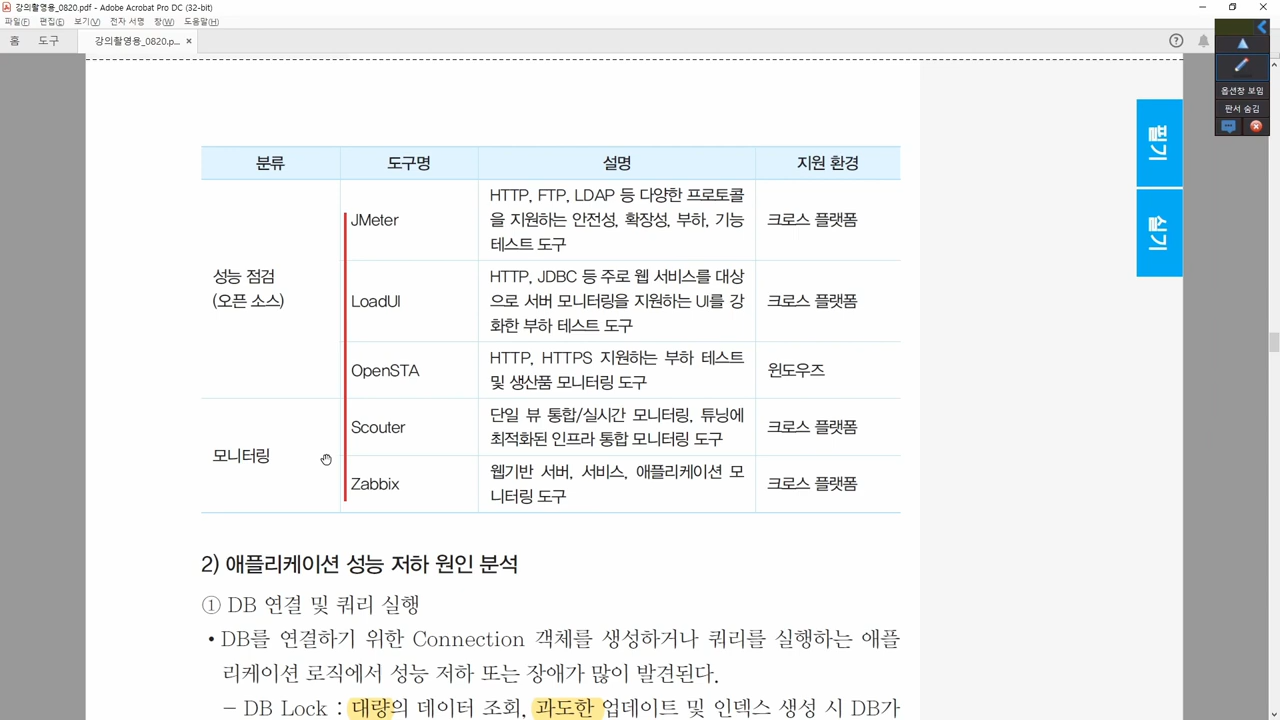 강의촬영용_0820.pdf - Adobe Acrobat Pro DC (32-bit)
파일(F) 편집(E) 보기(V) 전자 서명 창(W) 도움말(H)
홈 도구 강의촬영용_0820.p... ×
옵션창 보임
판서 숨김
필기
실기
분류 도구명 설명 지원 환경
성능 점검
(오픈 소스)
JMeter
HTTP, FTP, LDAP 등 다양한 프로토콜
을 지원하는 안전성, 확장성, 부하, 기능
테스트 도구
크로스 플랫폼
LoadUI
HTTP, JDBC 등 주로 웹 서비스를 대상
으로 서버 모니터링을 지원하는 UI를 강
화한 부하 테스트 도구
크로스 플랫폼
OpenSTA
HTTP, HTTPS 지원하는 부하 테스트
및 생산품 모니터링 도구
윈도우즈
모니터링
Scouter
단일 뷰 통합/실시간 모니터링, 튜닝에
최적화된 인프라 통합 모니터링 도구
크로스 플랫폼
Zabbix
웹기반 서버, 서비스, 애플리케이션 모
니터링 도구
크로스 플랫폼
2) 애플리케이션 성능 저하 원인 분석
① DB 연결 및 쿼리 실행
• DB를 연결하기 위한 Connection 객체를 생성하거나 쿼리를 실행하는 애플
리케이션 로직에서 성능 저하 또는 장애가 많이 발견된다.
– DB Lock : 대량의 데이터 조회, 과도한 업데이트 및 인덱스 생성 시 DB가